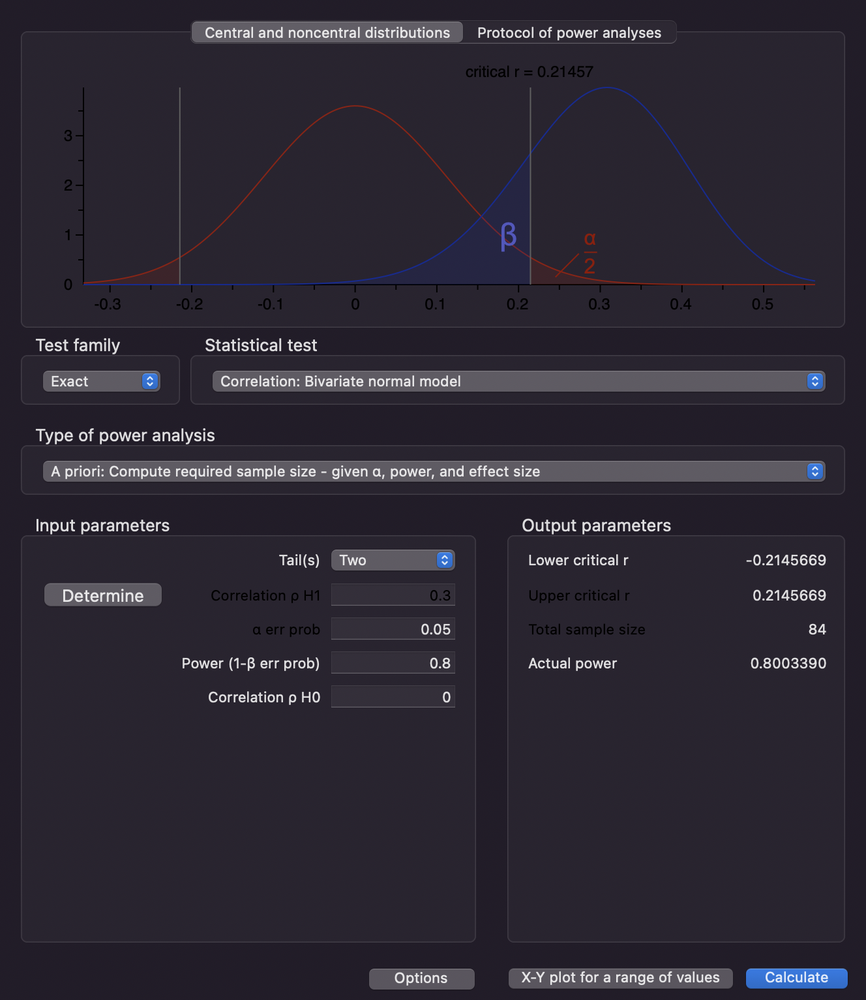 Central and noncentral distributions
Protocol of power analyses
critical r = 0.21457
3
2
1
0
β
α
2
-0.3
-0.2
-0.1
0
0.1
0.2
0.3
0.4
0.5
Test family
Statistical test
Exact
Correlation: Bivariate normal model
Type of power analysis
A priori: Compute required sample size - given α, power, and effect size
Input parameters
Output parameters
Tail(s) Two
Lower critical r -0.2145669
Determine
Correlation ρ H1 0.3
Upper critical r 0.2145669
α err prob 0.05
Total sample size 84
Power (1-β err prob) 0.8
Actual power 0.8003390
Correlation ρ H0 0
Options
X-Y plot for a range of values
Calculate